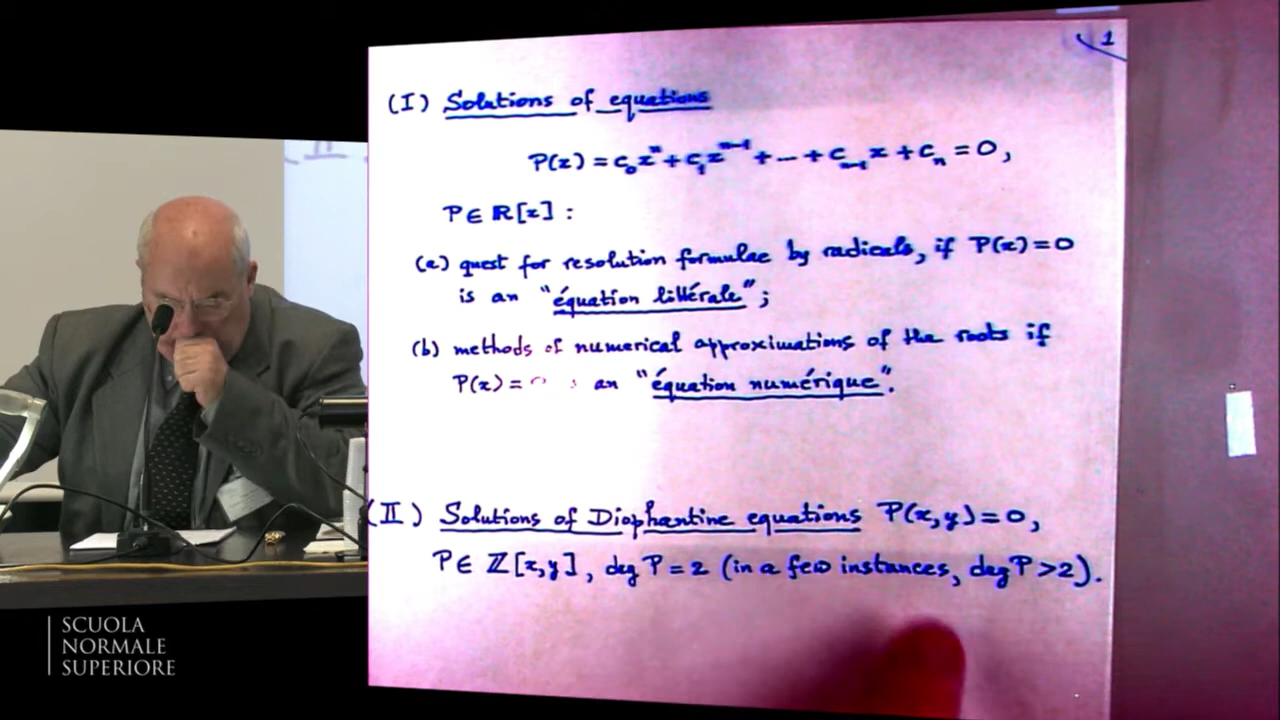 1
(I) Solutions of equations
P(x) = c₀xⁿ + c₁xⁿ⁻¹ + ... + cₙ₋₁x + cₙ = 0,
P ∈ ℝ[x] :
(a) quest for resolution formulae by radicals, if P(x) = 0
is an "équation littérale";
(b) methods of numerical approximations of the roots if
P(x) = an "équation numérique".
(II) Solutions of Diophantine equations P(x,y) = 0,
P ∈ ℤ[x,y], deg P = 2 (in a few instances, deg P > 2).
SCUOLA
NORMALE
SUPERIORE